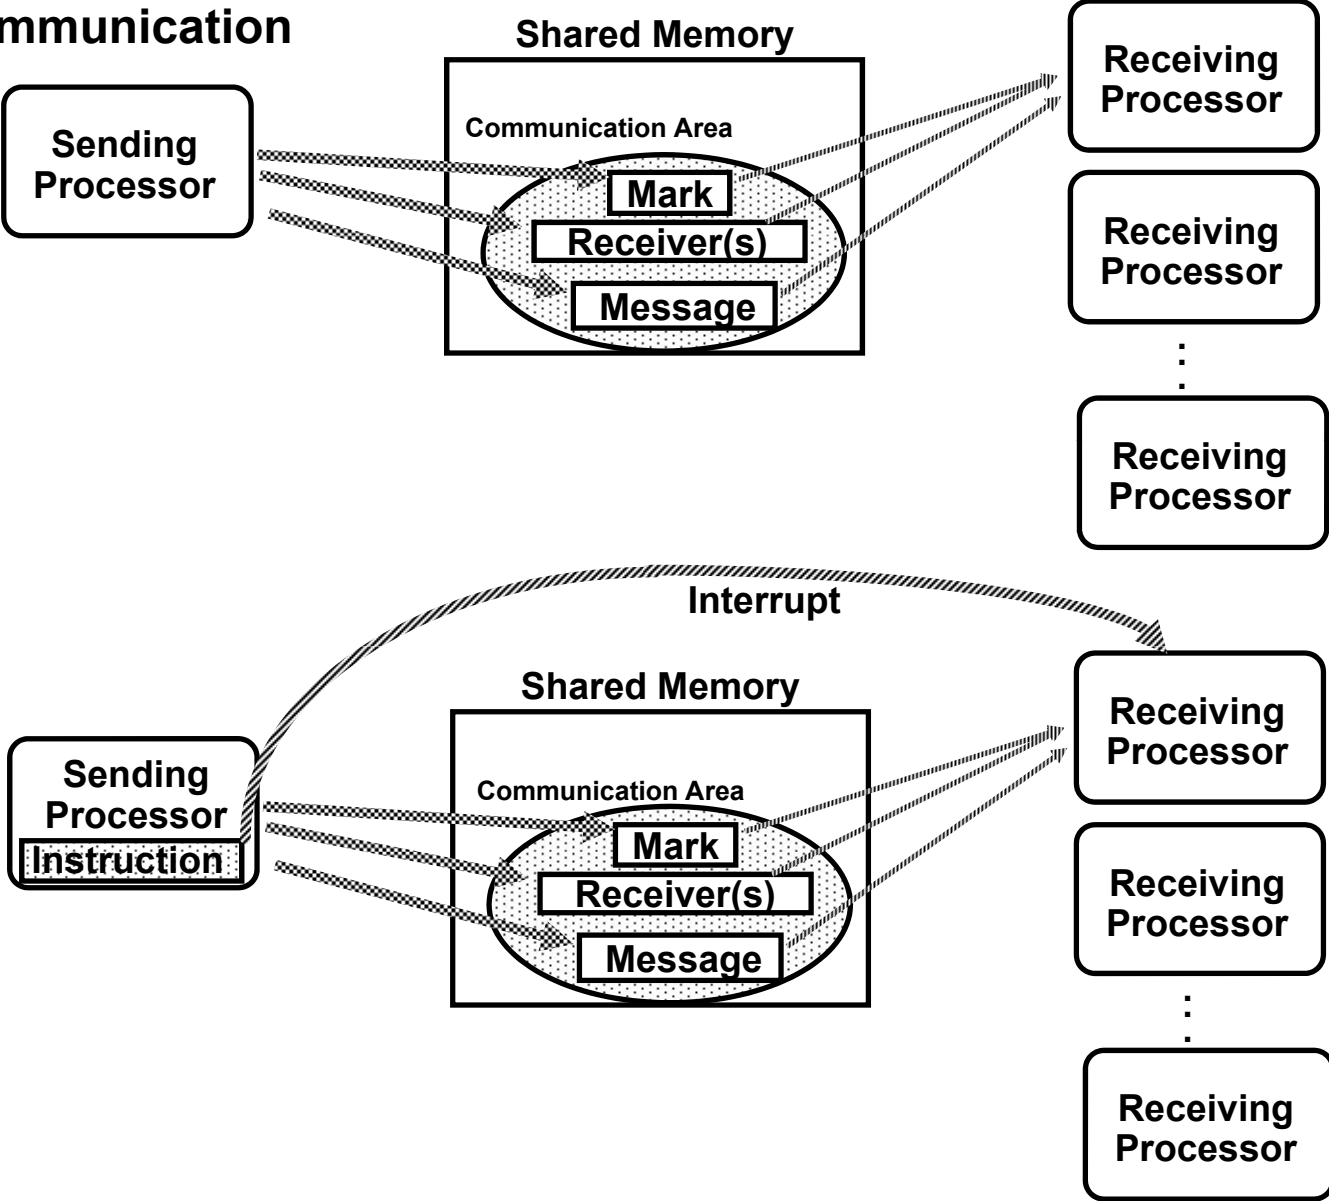 mmunication
Shared Memory
Sending
Processor
Communication Area
Mark
Receiver(s)
Message
Receiving
Processor
Receiving
Processor
Receiving
Processor
Interrupt
Shared Memory
Sending
Processor
Instruction
Communication Area
Mark
Receiver(s)
Message
Receiving
Processor
Receiving
Processor
Receiving
Processor